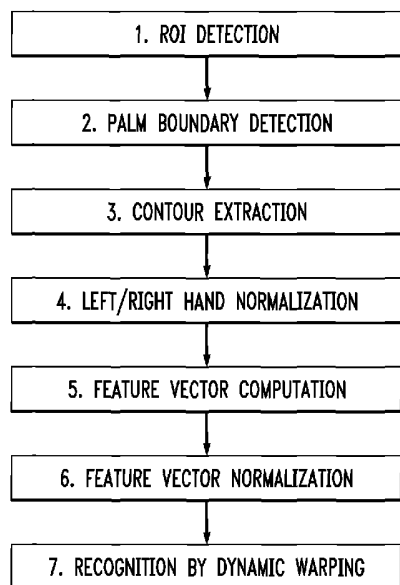 1. ROI DETECTION
2. PALM BOUNDARY DETECTION
3. CONTOUR EXTRACTION
4. LEFT/RIGHT HAND NORMALIZATION
5. FEATURE VECTOR COMPUTATION
6. FEATURE VECTOR NORMALIZATION
7. RECOGNITION BY DYNAMIC WARPING